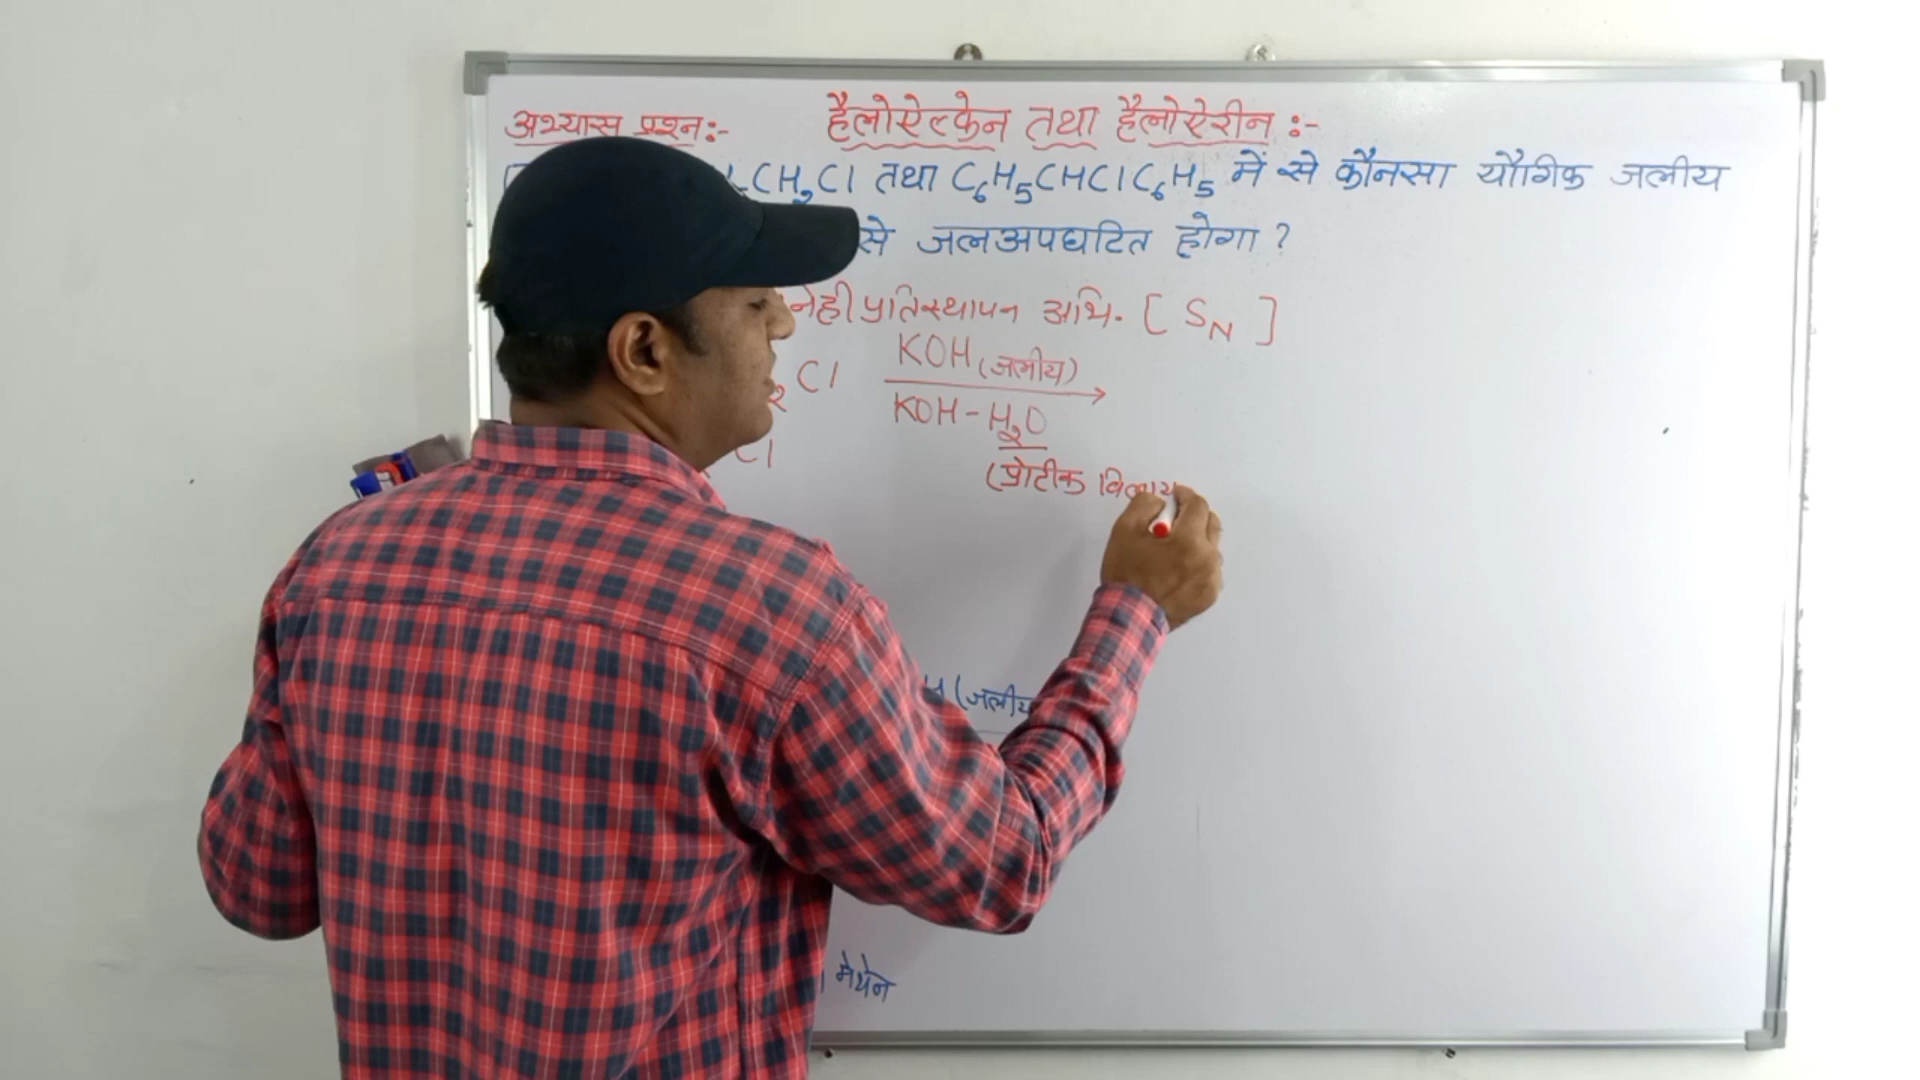 अभ्यास प्रश्न:- हैलोऐल्केन तथा हैलोऐरीन :-
CH₂Cl तथा C₆H₅CHClC₆H₅ में से कौनसा यौगिक जलीय
से जलअपघटित होगा ?
नेही प्रतिस्थापन अभि. [ S_N ]
₂Cl KOH (जलीय)
KOH-H₂O
Cl
(प्रोटीक विलाय
H (जलीय
मेथेन